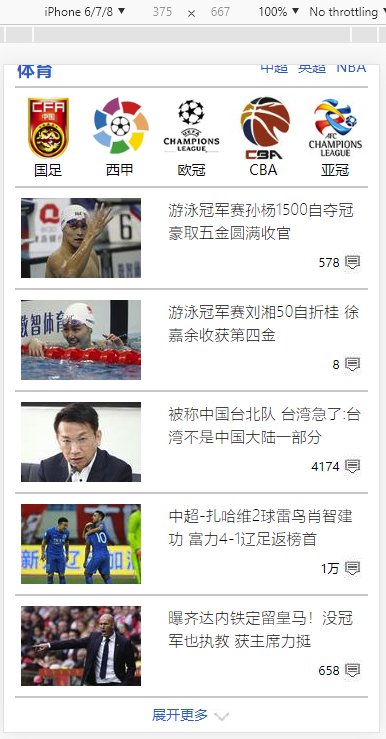 iPhone 6/7/8 ▼ 375 × 667 100% ▼ No throttling
体育 中超 英超 NBA
CFA
中国
CHAMPIONS
LEAGUE
CBA
AFC
CHAMPIONS
LEAGUE
国足 西甲 欧冠 CBA 亚冠
游泳冠军赛孙杨1500自夺冠
豪取五金圆满收官
578
游泳冠军赛刘湘50自折桂 徐
嘉余收获第四金
8
被称中国台北队 台湾急了:台
湾不是中国大陆一部分
4174
中超-扎哈维2球雷鸟肖智建
功 富力4-1辽足返榜首
1万
曝齐达内铁定留皇马！没冠
军也执教 获主席力挺
658
展开更多